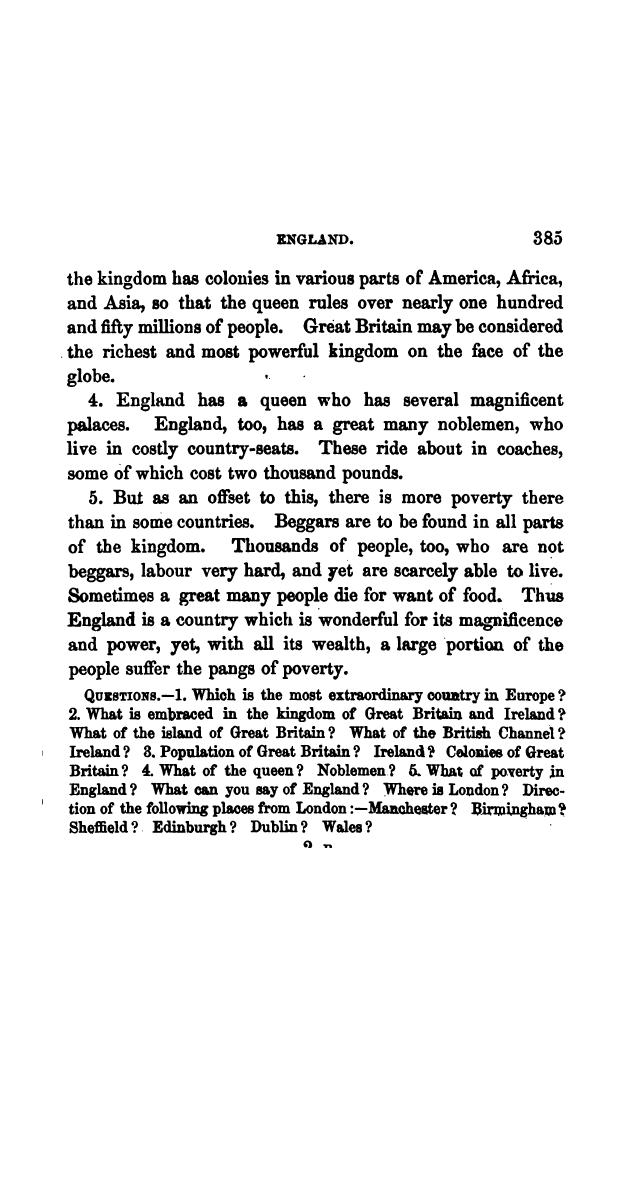 ENGLAND. 385
the kingdom has colonies in various parts of America, Africa,
and Asia, so that the queen rules over nearly one hundred
and fifty millions of people. Great Britain may be considered
the richest and most powerful kingdom on the face of the
globe.
4. England has a queen who has several magnificent
palaces. England, too, has a great many noblemen, who
live in costly country-seats. These ride about in coaches,
some of which cost two thousand pounds.
5. But as an offset to this, there is more poverty there
than in some countries. Beggars are to be found in all parts
of the kingdom. Thousands of people, too, who are not
beggars, labour very hard, and yet are scarcely able to live.
Sometimes a great many people die for want of food. Thus
England is a country which is wonderful for its magnificence
and power, yet, with all its wealth, a large portion of the
people suffer the pangs of poverty.
QUESTIONS.—1. Which is the most extraordinary country in Europe?
2. What is embraced in the kingdom of Great Britain and Ireland?
What of the island of Great Britain? What of the British Channel?
Ireland? 3. Population of Great Britain? Ireland? Colonies of Great
Britain? 4. What of the queen? Noblemen? 5. What of poverty in
England? What can you say of England? Where is London? Direc-
tion of the following places from London:—Manchester? Birmingham?
Sheffield? Edinburgh? Dublin? Wales?